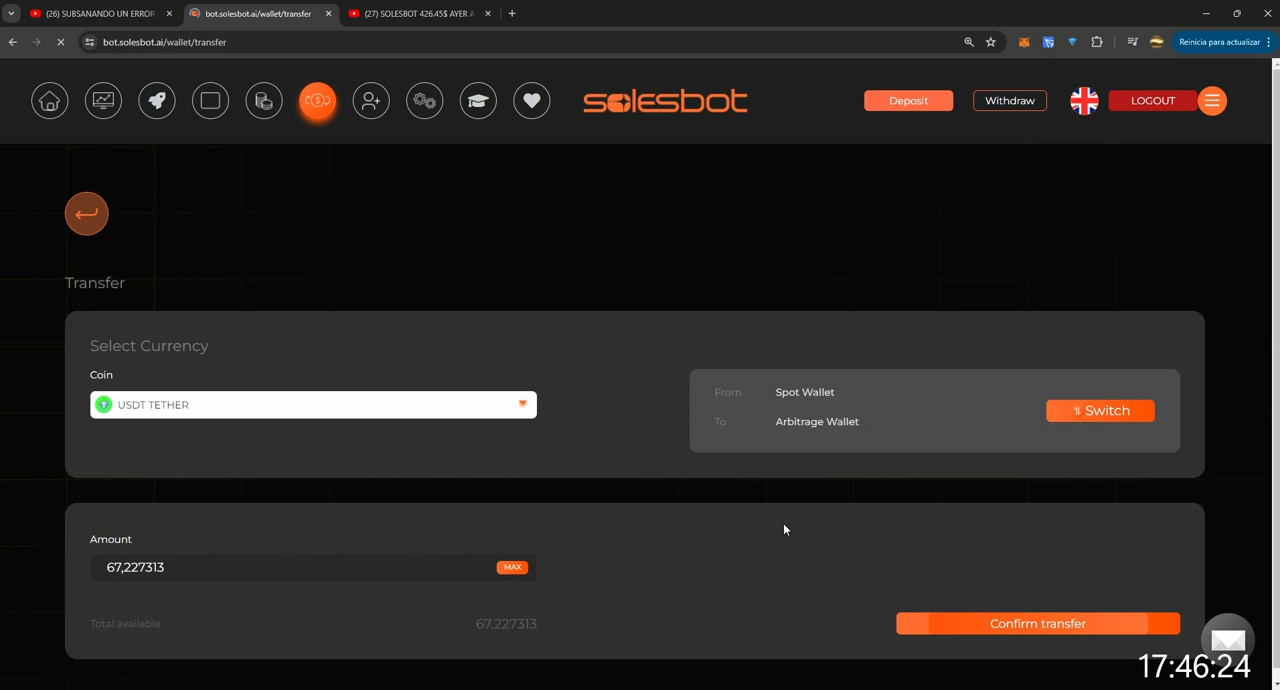 (26) SUBSANANDO UN ERROR
bot.solesbot.ai/wallet/transfer
(27) SOLESBOT 426.45$ AYER A
bot.solesbot.ai/wallet/transfer
Reinicia para actualizar
solesbot
Deposit
Withdraw
LOGOUT
Transfer
Select Currency
Coin
USDT TETHER
From Spot Wallet
To Arbitrage Wallet
Switch
Amount
67,227313
MAX
Total available 67.227313
Confirm transfer
17:46:24